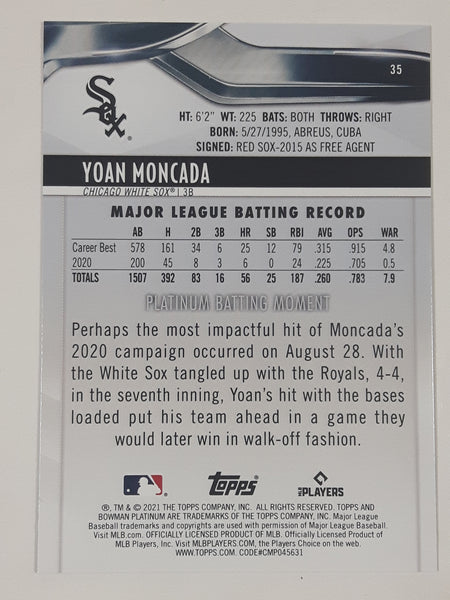 35
Sox
HT: 6'2" WT: 225 BATS: BOTH THROWS: RIGHT
BORN: 5/27/1995, ABREUS, CUBA
SIGNED: RED SOX-2015 AS FREE AGENT
YOAN MONCADA
CHICAGO WHITE SOX® | 3B
MAJOR LEAGUE BATTING RECORD
AB H 2B 3B HR SB RBI AVG OPS WAR
Career Best 578 161 34 6 25 12 79 .315 .915 4.8
2020 200 45 8 3 6 0 24 .225 .705 0.5
TOTALS 1507 392 83 16 56 25 187 .260 .783 7.9
PLATINUM BATTING MOMENT
Perhaps the most impactful hit of Moncada's
2020 campaign occurred on August 28. With
the White Sox tangled up with the Royals, 4-4,
in the seventh inning, Yoan's hit with the bases
loaded put his team ahead in a game they
would later win in walk-off fashion.
topps
MLB PLAYERS
®, TM & © 2021 THE TOPPS COMPANY, INC. ALL RIGHTS RESERVED. TOPPS AND
BOWMAN PLATINUM ARE TRADEMARKS OF THE TOPPS COMPANY, INC. Major League
Baseball trademarks and copyrights are used with permission of Major League Baseball.
Visit MLB.com. OFFICIALLY LICENSED PRODUCT OF MLB. Officially Licensed Product of
MLB Players, Inc. Visit MLBPLAYERS.com, the Players Choice on the web.
WWW.TOPPS.COM. CODE#CMP045631